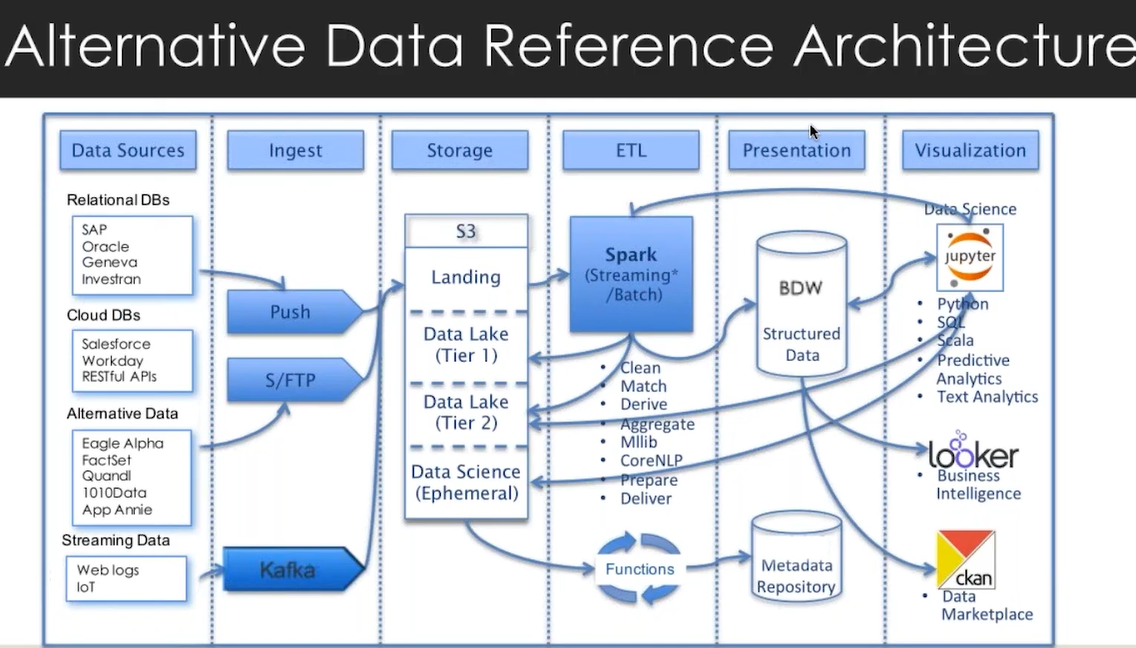 Alternative Data Reference Architecture
Data Sources
Ingest
Storage
ETL
Presentation
Visualization
Relational DBs
SAP
Oracle
Geneva
Investran
Cloud DBs
Salesforce
Workday
RESTful APIs
Alternative Data
Eagle Alpha
FactSet
Quandl
1010Data
App Annie
Streaming Data
Web logs
IoT
Push
S/FTP
Kafka
S3
Landing
Data Lake
(Tier 1)
Data Lake
(Tier 2)
Data Science
(Ephemeral)
Spark
(Streaming*
/Batch)
• Clean
• Match
• Derive
• Aggregate
• Mllib
• CoreNLP
• Prepare
• Deliver
Functions
BDW
Structured
Data
Metadata
Repository
Data Science
jupyter
• Python
• SQL
• Scala
• Predictive
Analytics
• Text Analytics
looker
• Business
Intelligence
ckan
• Data
Marketplace